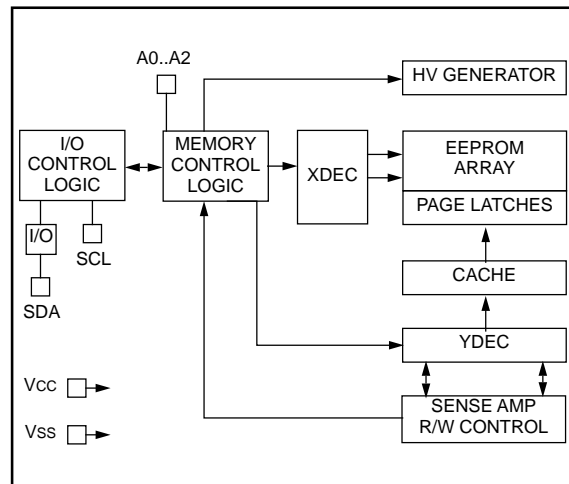 A0..A2
HV GENERATOR
I/O
CONTROL
LOGIC
MEMORY
CONTROL
LOGIC
XDEC
EEPROM
ARRAY
PAGE LATCHES
I/O
SCL
SDA
CACHE
YDEC
VCC
VSS
SENSE AMP
R/W CONTROL